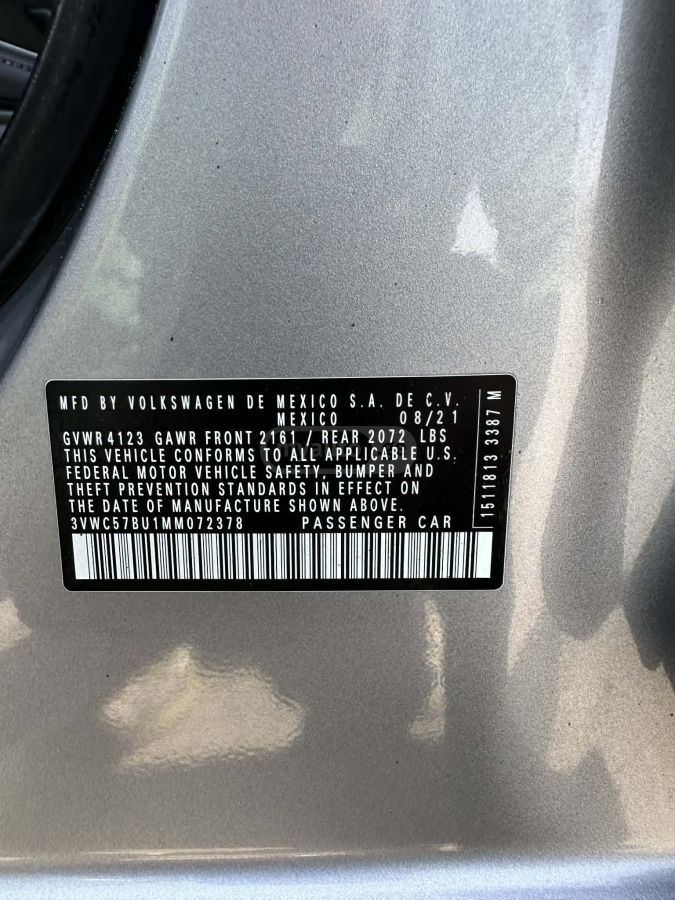 MFD BY VOLKSWAGEN DE MEXICO S.A. DE C.V.
MEXICO 08/21
GVWR 4123 GAWR FRONT 2161 REAR 2072 LBS
THIS VEHICLE CONFORMS TO ALL APPLICABLE U.S.
FEDERAL MOTOR VEHICLE SAFETY, BUMPER AND
THEFT PREVENTION STANDARDS IN EFFECT ON
THE DATE OF MANUFACTURE SHOWN ABOVE.
3VWC57BU1MM072378 PASSENGER CAR
1511813 3387 M